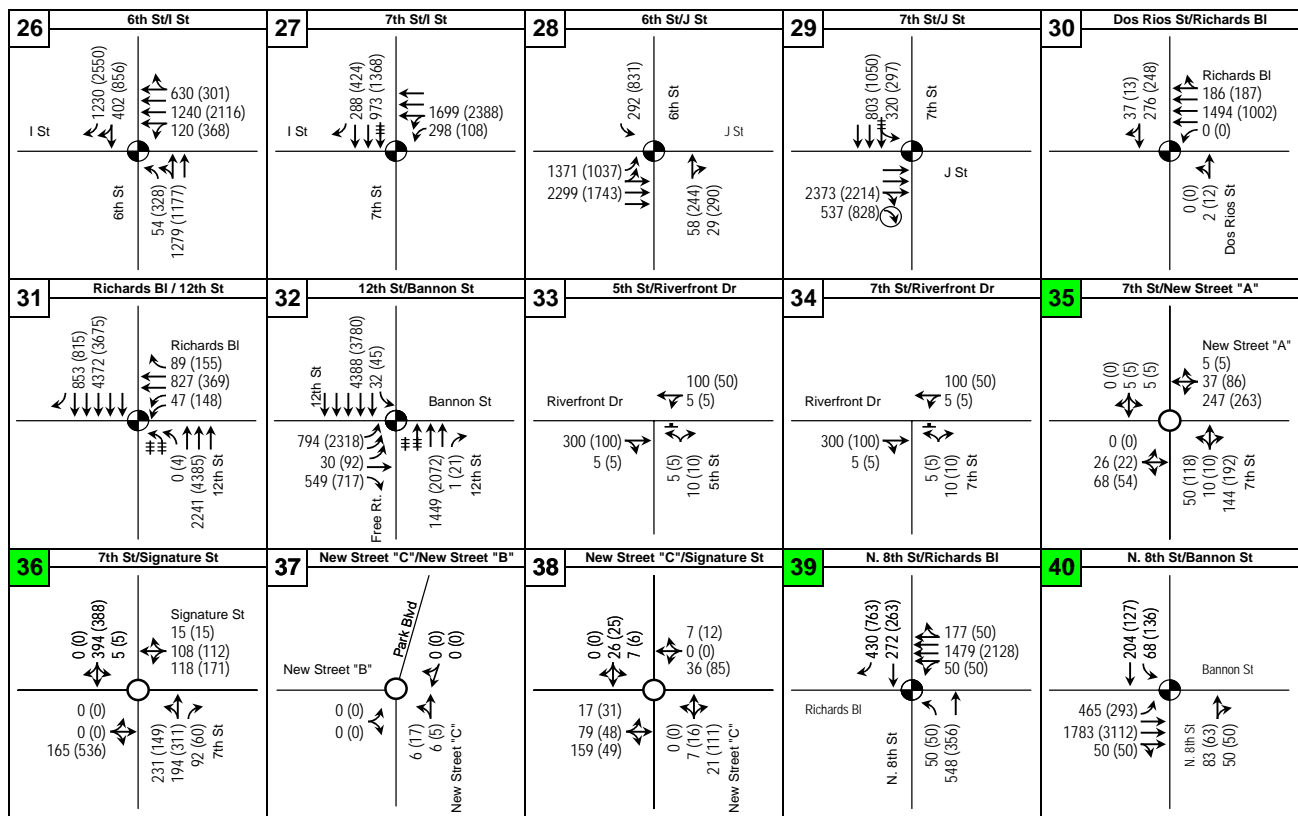 26
6th St/I St
1230 (2550)
402 (856)
630 (301)
1240 (2116)
120 (368)
I St
6th St
54 (328)
1279 (1177)
27
7th St/I St
288 (424)
973 (1368)
1699 (2388)
298 (108)
I St
7th St
28
6th St/J St
292 (831)
6th St
J St
1371 (1037)
2299 (1743)
58 (244)
29 (290)
29
7th St/J St
803 (1050)
320 (297)
7th St
J St
2373 (2214)
537 (828)
30
Dos Rios St/Richards Bl
37 (13)
276 (248)
Richards Bl
186 (187)
1494 (1002)
0 (0)
0 (0)
2 (12)
Dos Rios St
31
Richards Bl / 12th St
853 (815)
4372 (3675)
Richards Bl
89 (155)
827 (369)
47 (148)
0 (4)
2241 (4385)
12th St
32
12th St/Bannon St
12th St
4388 (3780)
32 (45)
Bannon St
794 (2318)
30 (92)
549 (717)
Free Rt.
1449 (2072)
1 (21)
12th St
33
5th St/Riverfront Dr
100 (50)
5 (5)
Riverfront Dr
300 (100)
5 (5)
5 (5)
10 (10)
5th St
34
7th St/Riverfront Dr
100 (50)
5 (5)
Riverfront Dr
300 (100)
5 (5)
5 (5)
10 (10)
7th St
35
7th St/New Street "A"
0 (0)
5 (5)
5 (5)
New Street "A"
5 (5)
37 (86)
247 (263)
0 (0)
26 (22)
68 (54)
50 (118)
10 (10)
144 (192)
7th St
36
7th St/Signature St
0 (0)
394 (388)
5 (5)
Signature St
15 (15)
108 (112)
118 (171)
0 (0)
0 (0)
165 (536)
231 (149)
194 (311)
92 (60)
7th St
37
New Street "C"/New Street "B"
Park Blvd
0 (0)
0 (0)
New Street "B"
0 (0)
0 (0)
6 (17)
6 (5)
New Street "C"
38
New Street "C"/Signature St
0 (0)
26 (25)
7 (6)
7 (12)
0 (0)
36 (85)
17 (31)
79 (48)
159 (49)
0 (0)
7 (16)
21 (111)
New Street "C"
39
N. 8th St/Richards Bl
430 (763)
272 (263)
177 (50)
1479 (2128)
50 (50)
Richards Bl
N. 8th St
50 (50)
548 (356)
40
N. 8th St/Bannon St
204 (127)
68 (136)
Bannon St
465 (293)
1783 (3112)
50 (50)
N. 8th St
83 (63)
50 (50)